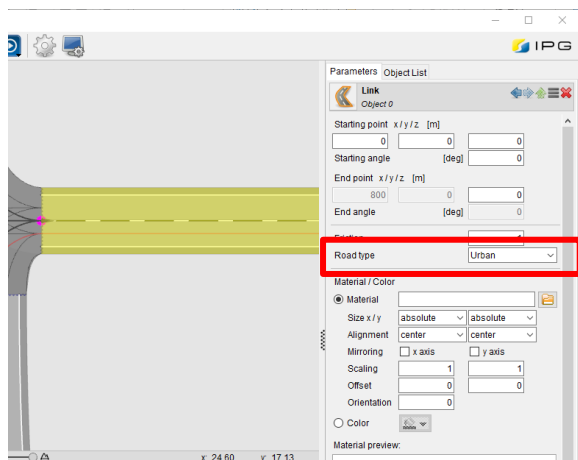 IPG
Parameters Object List
Link
Object 0
Starting point x / y / z [m]
0 0 0
Starting angle [deg] 0
End point x / y / z [m]
800 0 0
End angle [deg] 0
Road type Urban
Material / Color
Material
Size x / y absolute absolute
Alignment center center
Mirroring x axis y axis
Scaling 1 1
Offset 0 0
Orientation 0
Color
Material preview:
x: 24.60 y: 17.13